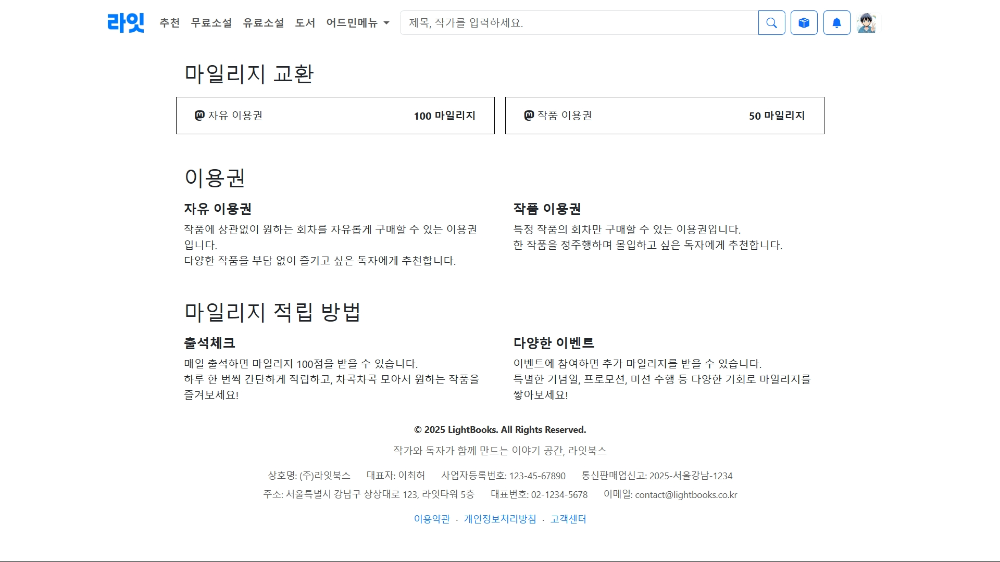 라잇 추천 무료소설 유료소설 도서 어드민메뉴 제목, 작가를 입력하세요.
마일리지 교환
자유 이용권 100 마일리지
작품 이용권 50 마일리지
이용권
자유 이용권
작품에 상관없이 원하는 회차를 자유롭게 구매할 수 있는 이용권
입니다.
다양한 작품을 부담 없이 즐기고 싶은 독자에게 추천합니다.
작품 이용권
특정 작품의 회차만 구매할 수 있는 이용권입니다.
한 작품을 정주행하며 몰입하고 싶은 독자에게 추천합니다.
마일리지 적립 방법
출석체크
매일 출석하면 마일리지 100점을 받을 수 있습니다.
하루 한 번씩 간단하게 적립하고, 차곡차곡 모아서 원하는 작품을
즐겨보세요!
다양한 이벤트
이벤트에 참여하면 추가 마일리지를 받을 수 있습니다.
특별한 기념일, 프로모션, 미션 수행 등 다양한 기회로 마일리지를
쌓아보세요!
© 2025 LightBooks. All Rights Reserved.
작가와 독자가 함께 만드는 이야기 공간, 라잇북스
상호명: (주)라잇북스 대표자: 이최허 사업자등록번호: 123-45-67890 통신판매업신고: 2025-서울강남-1234
주소: 서울특별시 강남구 상상대로 123, 라잇타워 5층 대표번호: 02-1234-5678 이메일: contact@lightbooks.co.kr
이용약관 · 개인정보처리방침 · 고객센터